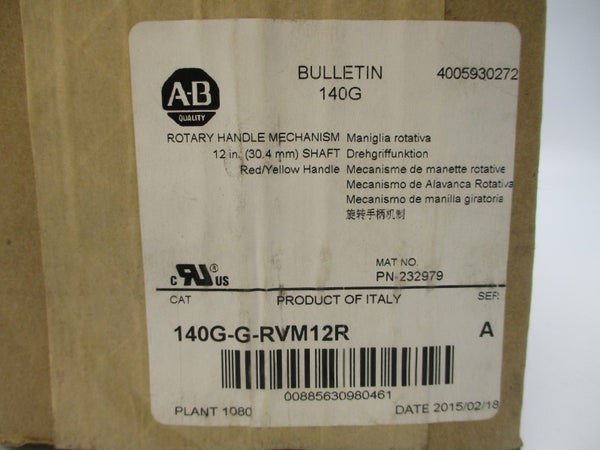 A-B
QUALITY
BULLETIN
140G
4005930272
ROTARY HANDLE MECHANISM
12 in. (30.4 mm) SHAFT
Red/Yellow Handle
Maniglia rotativa
Drehgriffunktion
Mecanisme de manette rotative
Mecanismo de Alavanca Rotativa
Mecanismo de manilla giratoria
旋转手柄机制
C RU ® US
MAT NO.
PN-232979
CAT
PRODUCT OF ITALY
SER
140G-G-RVM12R
A
00885630980461
PLANT 1080
DATE 2015/02/18